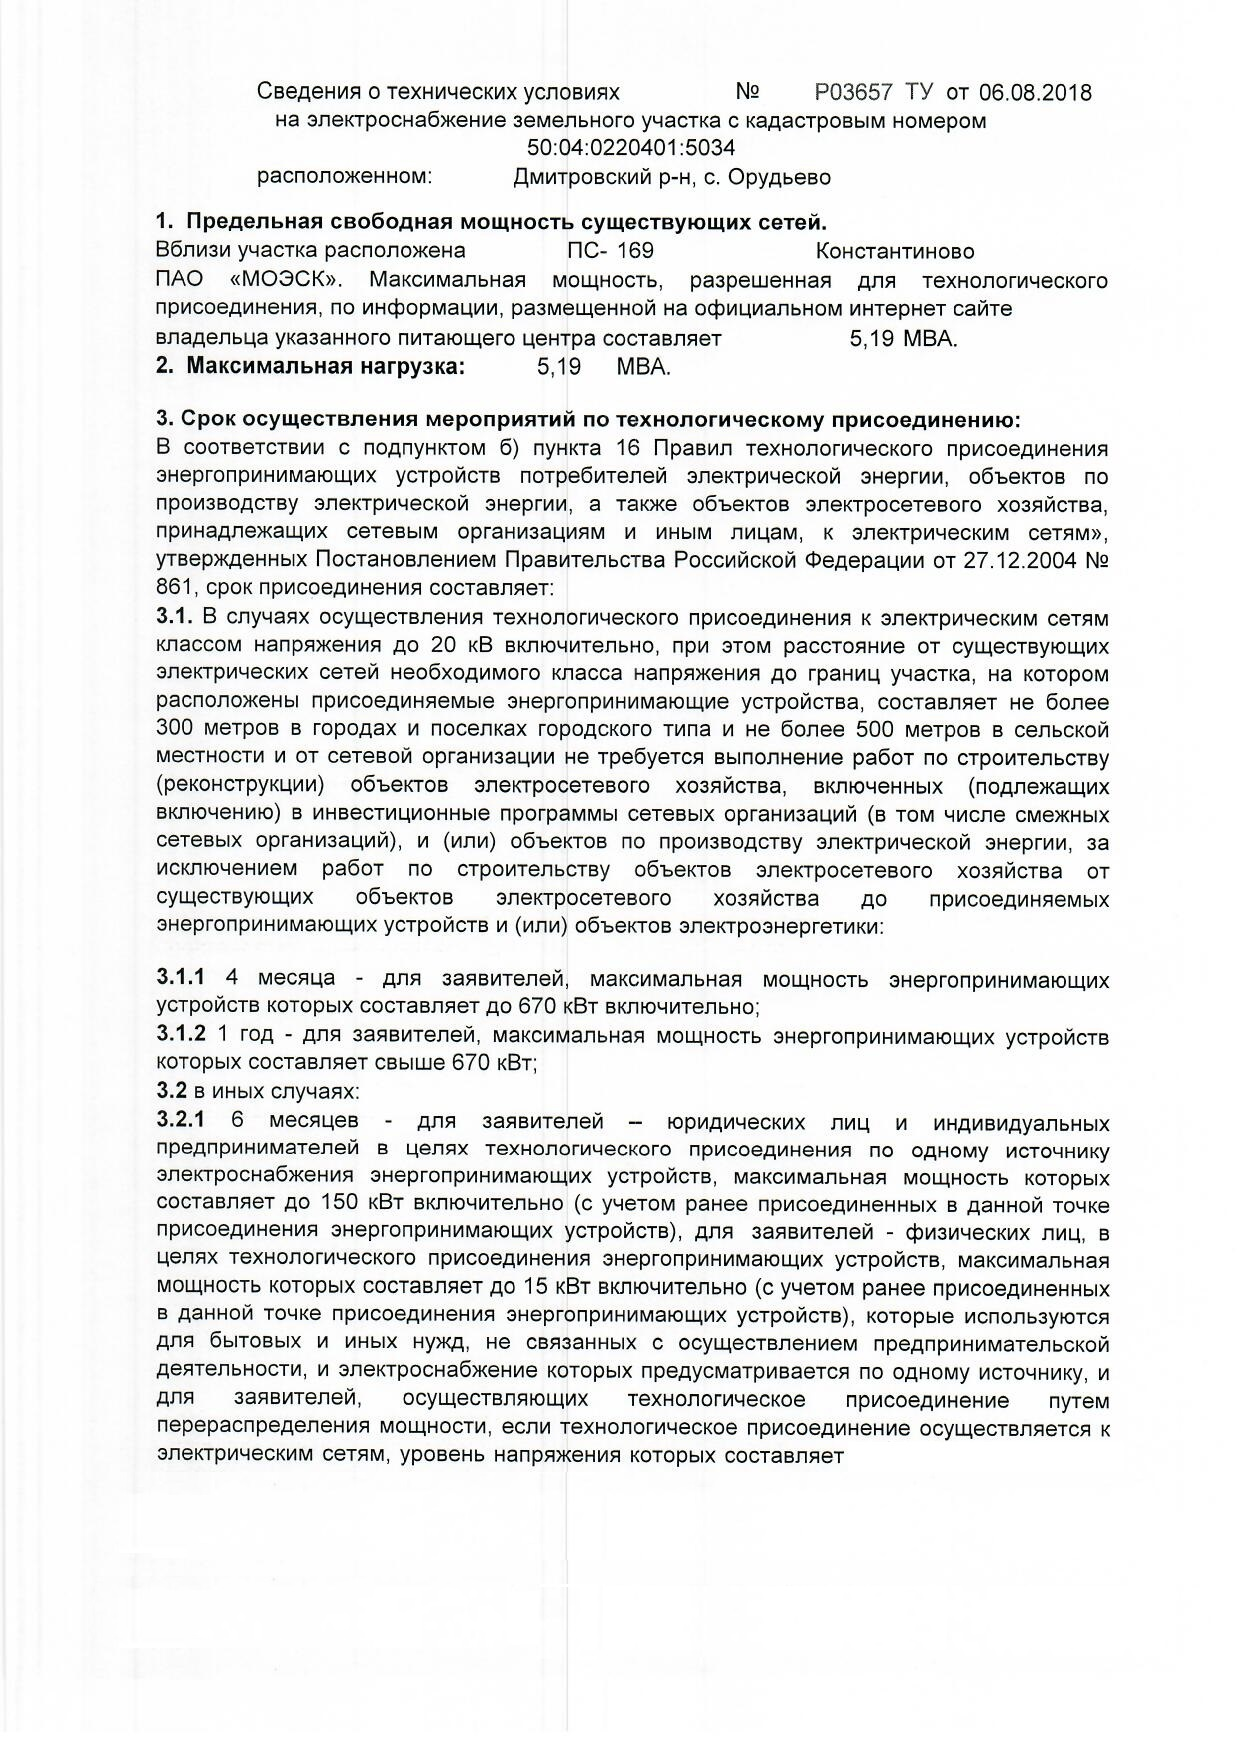 Сведения о технических условиях № Р03657 ТУ от 06.08.2018
на электроснабжение земельного участка с кадастровым номером
50:04:0220401:5034
расположенном: Дмитровский р-н, с. Орудьево
1. Предельная свободная мощность существующих сетей.
Вблизи участка расположена ПС- 169 Константиново
ПАО «МОЭСК». Максимальная мощность, разрешенная для технологического
присоединения, по информации, размещенной на официальном интернет сайте
владельца указанного питающего центра составляет 5,19 МВА.
2. Максимальная нагрузка: 5,19 МВА.
3. Срок осуществления мероприятий по технологическому присоединению:
В соответствии с подпунктом б) пункта 16 Правил технологического присоединения
энергопринимающих устройств потребителей электрической энергии, объектов по
производству электрической энергии, а также объектов электросетевого хозяйства,
принадлежащих сетевым организациям и иным лицам, к электрическим сетям»,
утвержденных Постановлением Правительства Российской Федерации от 27.12.2004 №
861, срок присоединения составляет:
3.1. В случаях осуществления технологического присоединения к электрическим сетям
классом напряжения до 20 кВ включительно, при этом расстояние от существующих
электрических сетей необходимого класса напряжения до границ участка, на котором
расположены присоединяемые энергопринимающие устройства, составляет не более
300 метров в городах и поселках городского типа и не более 500 метров в сельской
местности и от сетевой организации не требуется выполнение работ по строительству
(реконструкции) объектов электросетевого хозяйства, включенных (подлежащих
включению) в инвестиционные программы сетевых организаций (в том числе смежных
сетевых организаций), и (или) объектов по производству электрической энергии, за
исключением работ по строительству объектов электросетевого хозяйства от
существующих объектов электросетевого хозяйства до присоединяемых
энергопринимающих устройств и (или) объектов электроэнергетики:
3.1.1 4 месяца - для заявителей, максимальная мощность энергопринимающих
устройств которых составляет до 670 кВт включительно;
3.1.2 1 год - для заявителей, максимальная мощность энергопринимающих устройств
которых составляет свыше 670 кВт;
3.2 в иных случаях:
3.2.1 6 месяцев - для заявителей – юридических лиц и индивидуальных
предпринимателей в целях технологического присоединения по одному источнику
электроснабжения энергопринимающих устройств, максимальная мощность которых
составляет до 150 кВт включительно (с учетом ранее присоединенных в данной точке
присоединения энергопринимающих устройств), для заявителей - физических лиц, в
целях технологического присоединения энергопринимающих устройств, максимальная
мощность которых составляет до 15 кВт включительно (с учетом ранее присоединенных
в данной точке присоединения энергопринимающих устройств), которые используются
для бытовых и иных нужд, не связанных с осуществлением предпринимательской
деятельности, и электроснабжение которых предусматривается по одному источнику, и
для заявителей, осуществляющих технологическое присоединение путем
перераспределения мощности, если технологическое присоединение осуществляется к
электрическим сетям, уровень напряжения которых составляет